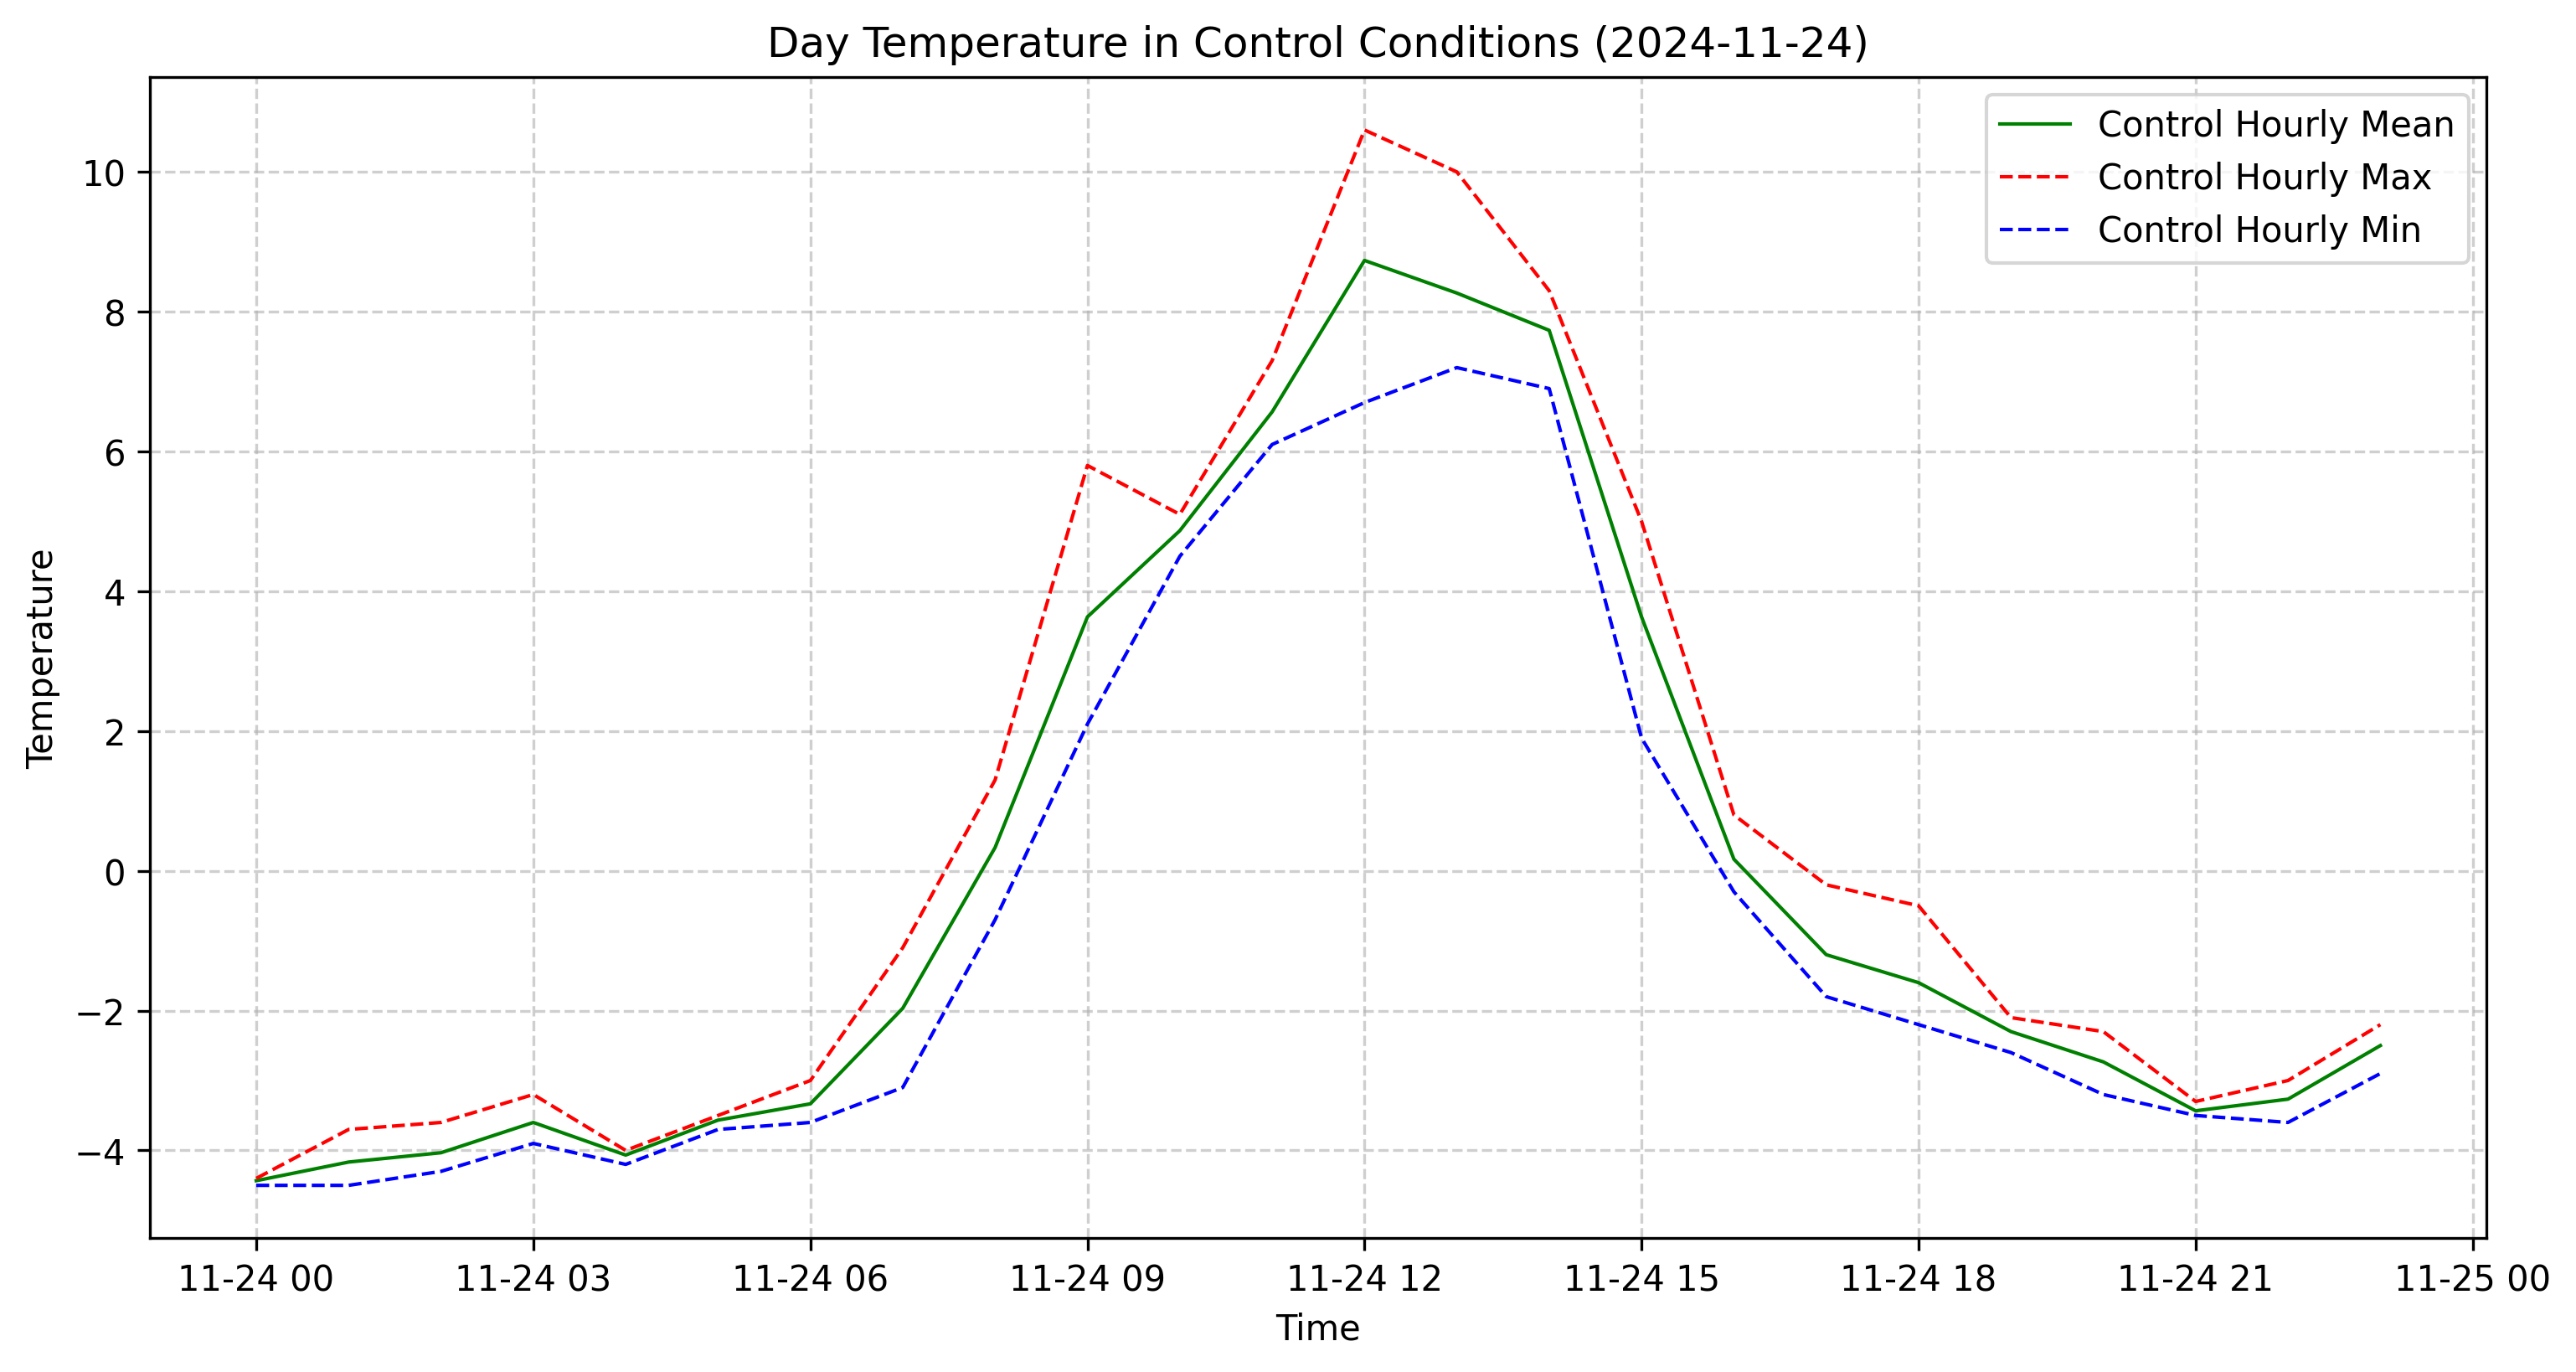 Day Temperature in Control Conditions (2024-11-24)
Control Hourly Mean
Control Hourly Max
Control Hourly Min
Temperature
10
8
6
4
2
0
−2
−4
11-24 00 11-24 03 11-24 06 11-24 09 11-24 12 11-24 15 11-24 18 11-24 21 11-25 00
Time